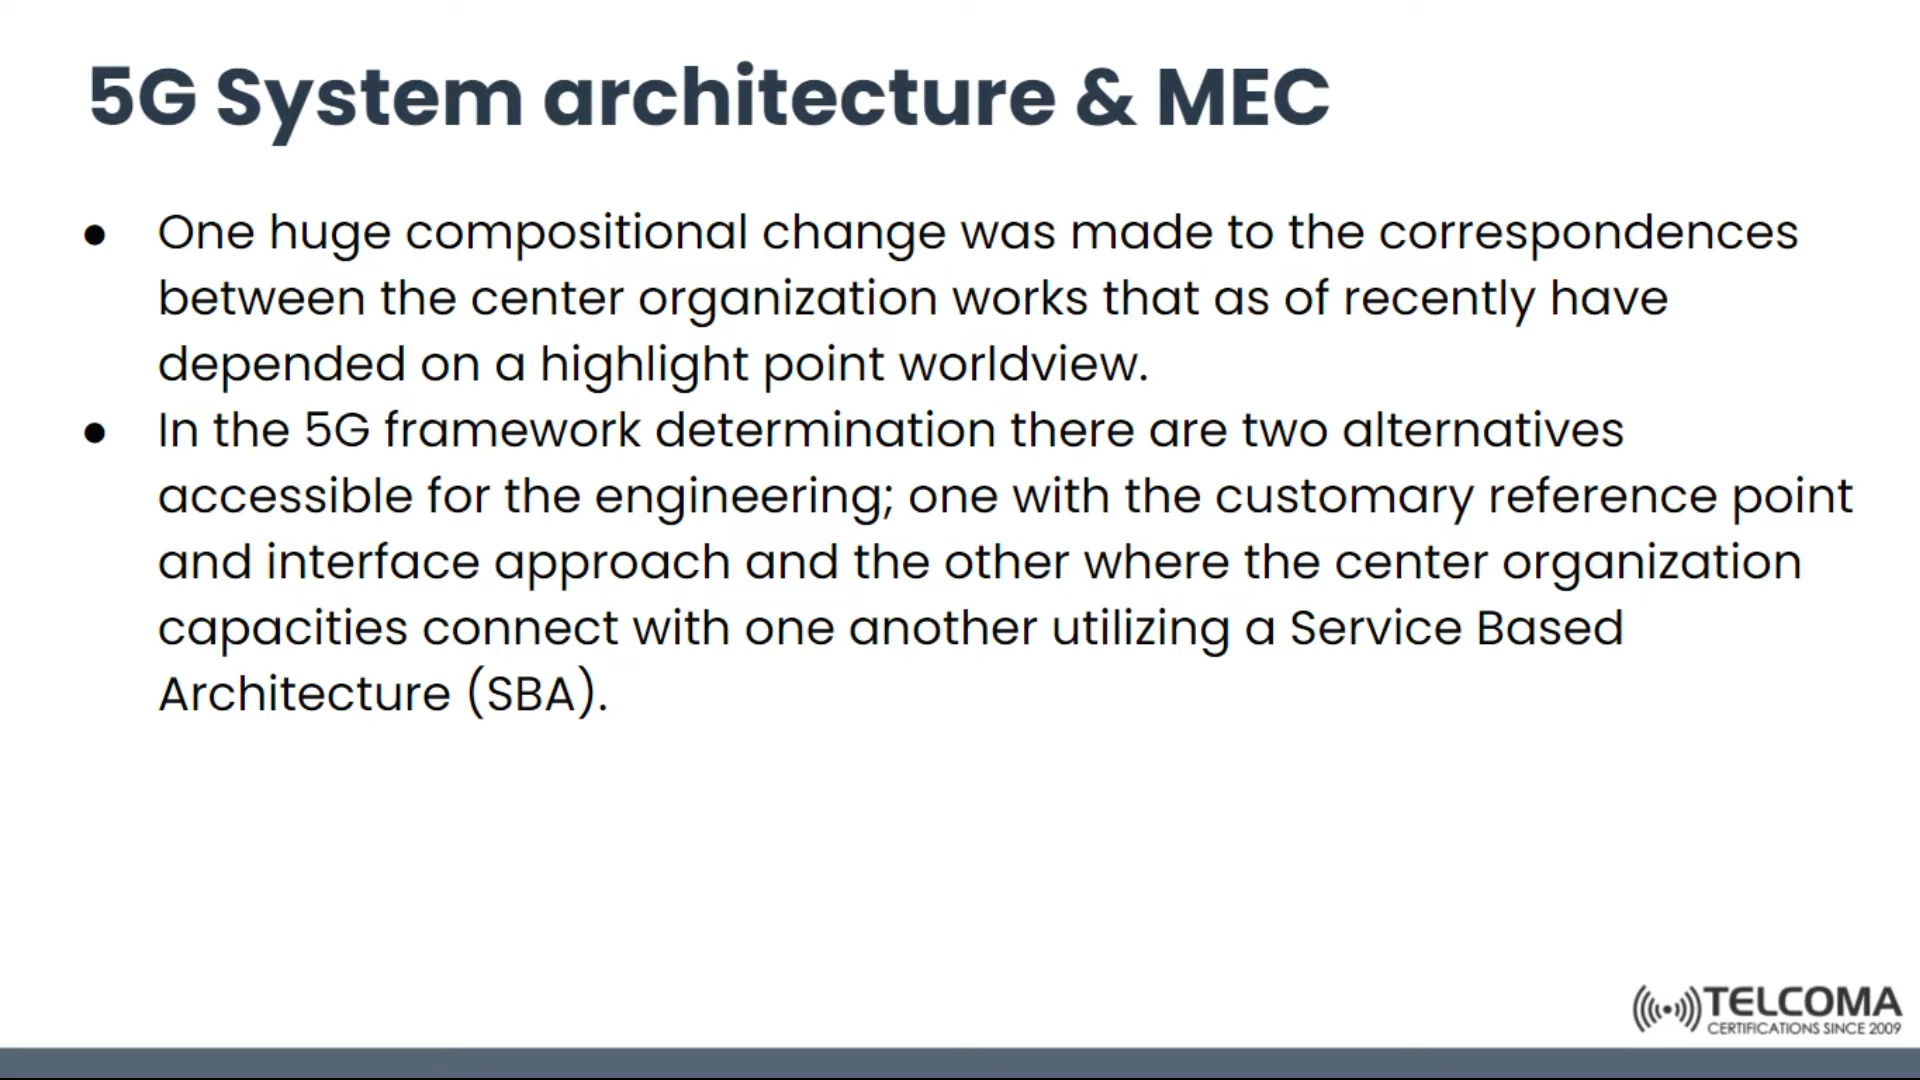 5G System architecture & MEC
● One huge compositional change was made to the correspondences
between the center organization works that as of recently have
depended on a highlight point worldview.
● In the 5G framework determination there are two alternatives
accessible for the engineering; one with the customary reference point
and interface approach and the other where the center organization
capacities connect with one another utilizing a Service Based
Architecture (SBA).
TELCOMA
CERTIFICATIONS SINCE 2009